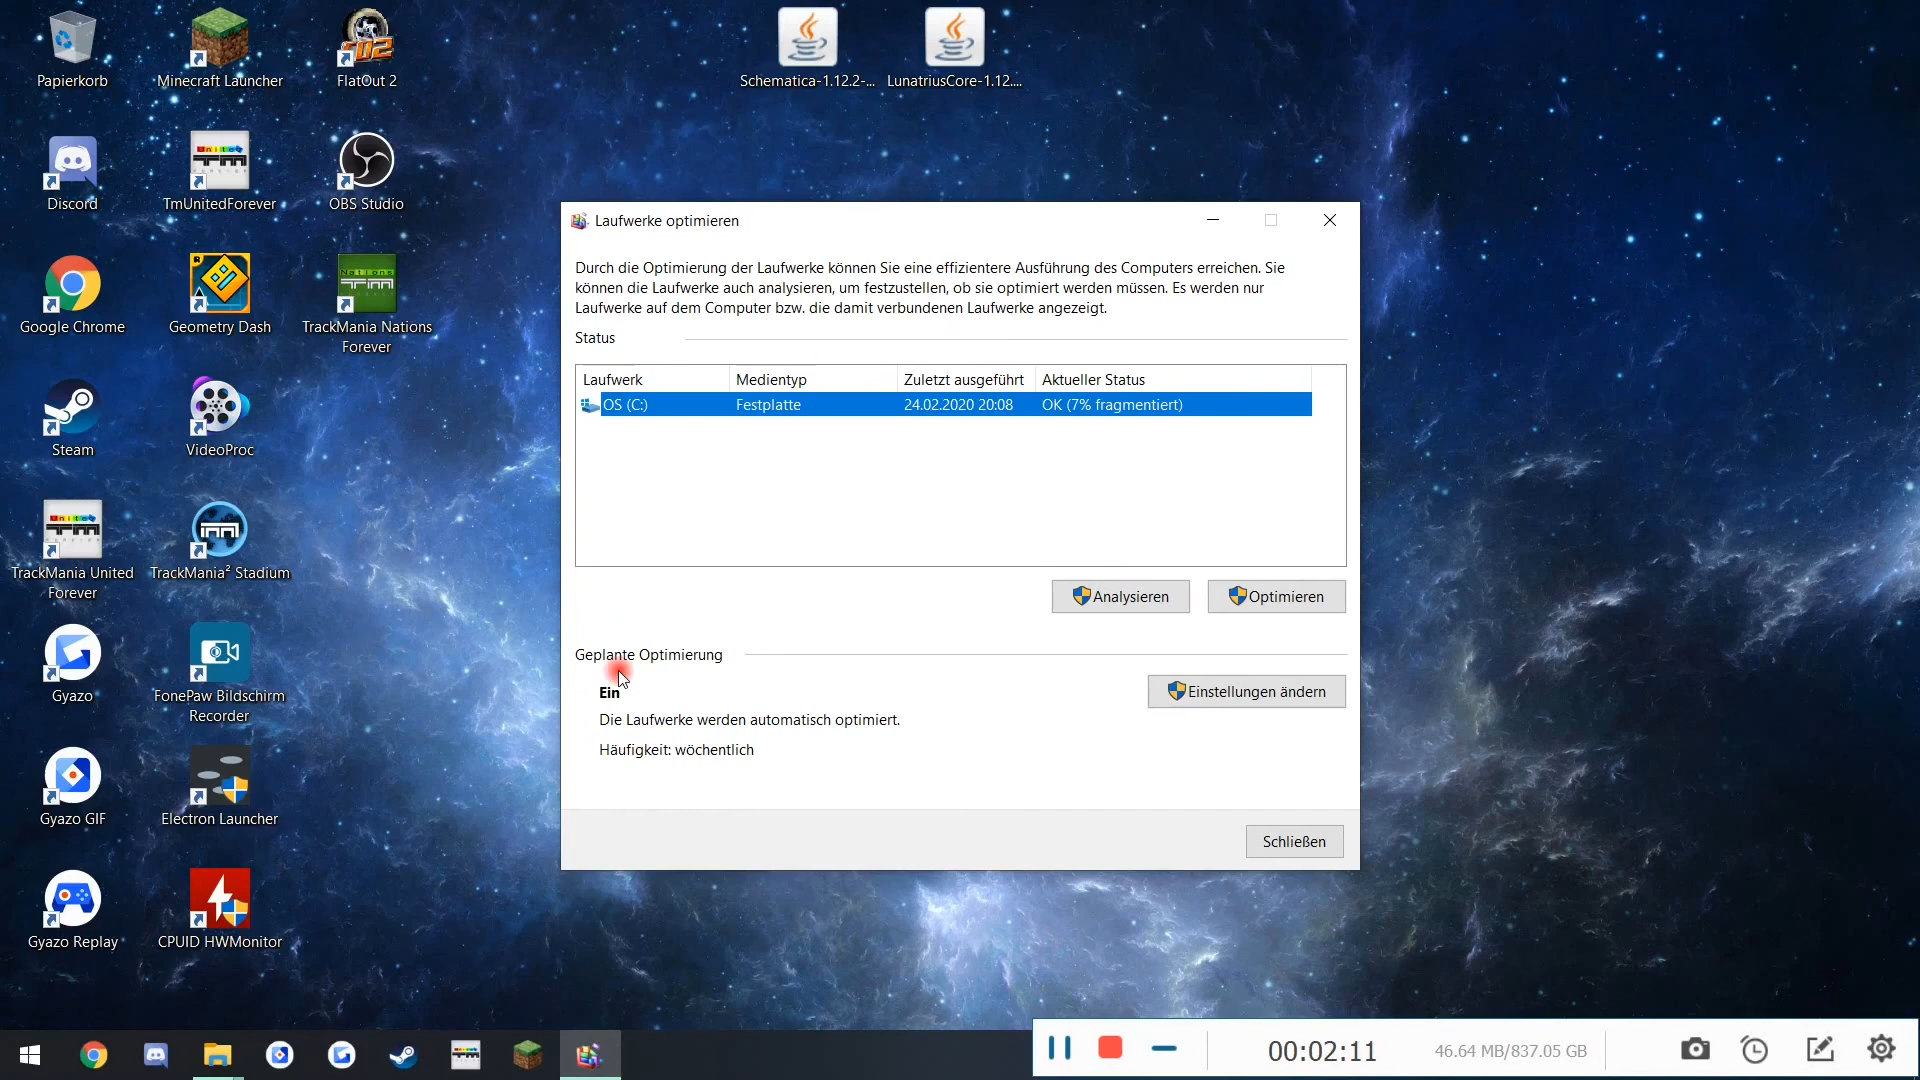 Papierkorb
Minecraft Launcher
FlatOut 2
Schematica-1.12.2-...
LunatriusCore-1.12....
Discord
TmUnitedForever
OBS Studio
Google Chrome
Geometry Dash
TrackMania Nations
Forever
Steam
VideoProc
TrackMania United
Forever
TrackMania² Stadium
Gyazo
FonePaw Bildschirm
Recorder
Gyazo GIF
Electron Launcher
Gyazo Replay
CPUID HWMonitor
Laufwerke optimieren
Durch die Optimierung der Laufwerke können Sie eine effizientere Ausführung des Computers erreichen. Sie
können die Laufwerke auch analysieren, um festzustellen, ob sie optimiert werden müssen. Es werden nur
Laufwerke auf dem Computer bzw. die damit verbundenen Laufwerke angezeigt.
Status
Laufwerk Medientyp Zuletzt ausgeführt Aktueller Status
OS (C:) Festplatte 24.02.2020 20:08 OK (7% fragmentiert)
Analysieren Optimieren
Geplante Optimierung
Ein
Einstellungen ändern
Die Laufwerke werden automatisch optimiert.
Häufigkeit: wöchentlich
Schließen
00:02:11 46.64 MB/837.05 GB